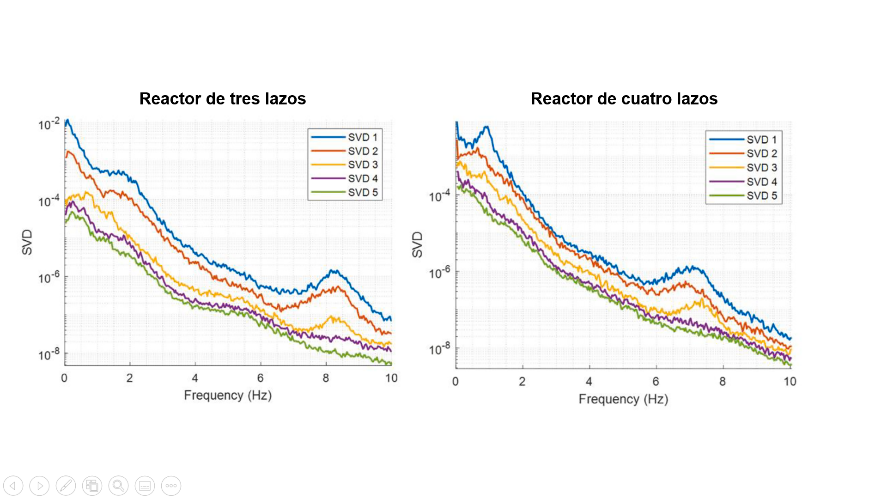 Reactor de tres lazos
10-2
10-4
10-6
10-8
SVD
SVD 1
SVD 2
SVD 3
SVD 4
SVD 5
0 2 4 6 8 10
Frequency (Hz)
Reactor de cuatro lazos
10-4
10-6
10-8
SVD
SVD 1
SVD 2
SVD 3
SVD 4
SVD 5
0 2 4 6 8 10
Frequency (Hz)